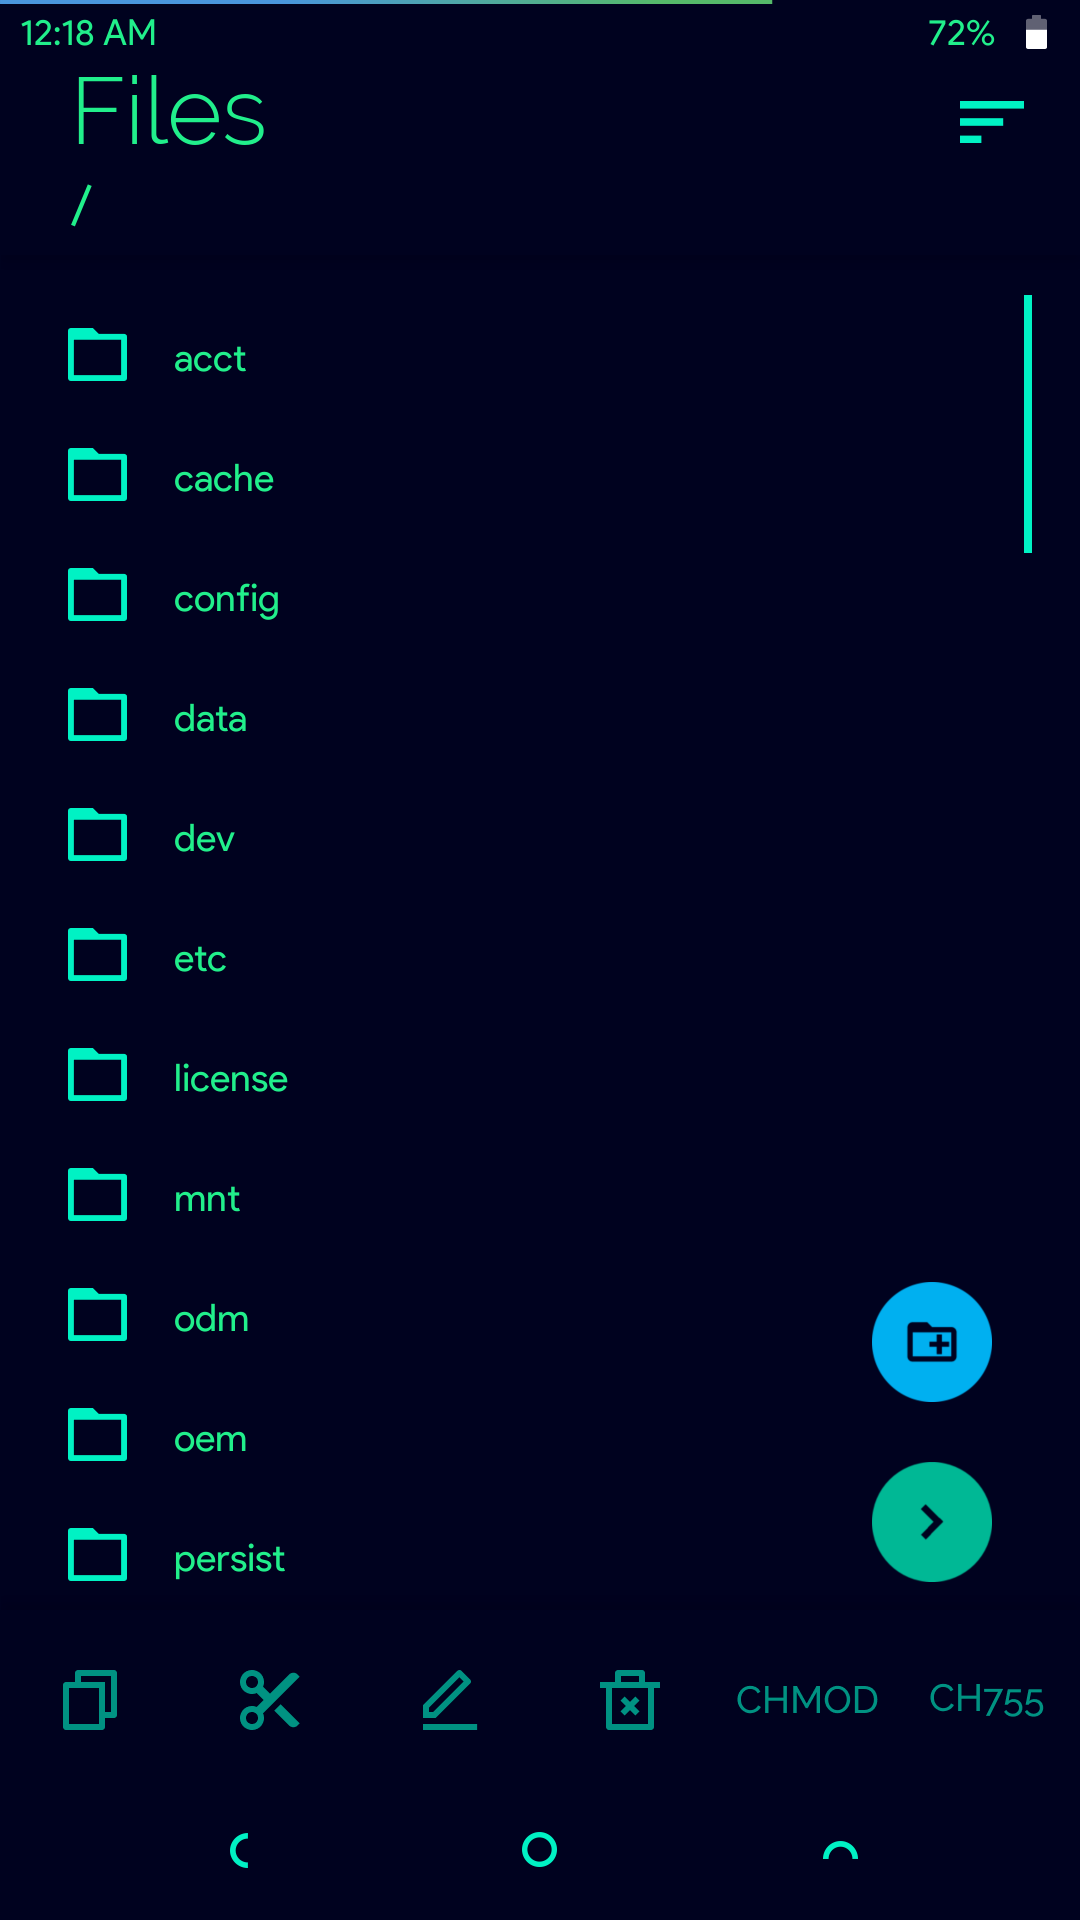 12:18 AM 72%
Files
/
acct
cache
config
data
dev
etc
license
mnt
odm
oem
persist
CHMOD CH755